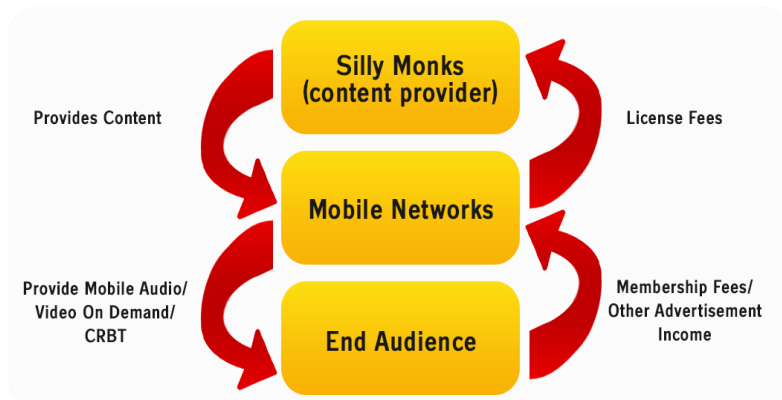 Silly Monks
(content provider)
Provides Content
License Fees
Mobile Networks
Provide Mobile Audio/
Video On Demand/
CRBT
Membership Fees/
Other Advertisement
Income
End Audience